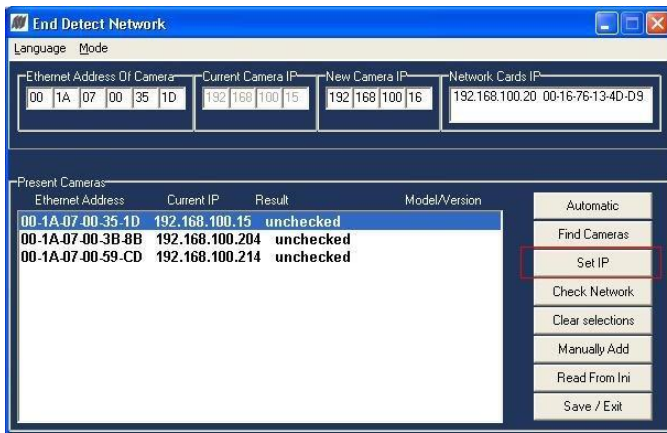 End Detect Network
Language Mode
Ethernet Address Of Camera Current Camera IP New Camera IP Network Cards IP
00 1A 07 00 35 1D 192 168 100 15 192 168 100 16 192.168.100.20 00-16-76-13-4D-D9
Present Cameras
Ethernet Address Current IP Result Model/Version
00-1A-07-00-35-1D 192.168.100.15 unchecked
00-1A-07-00-3B-8B 192.168.100.204 unchecked
00-1A-07-00-59-CD 192.168.100.214 unchecked
Automatic
Find Cameras
Set IP
Check Network
Clear selections
Manually Add
Read From Ini
Save / Exit